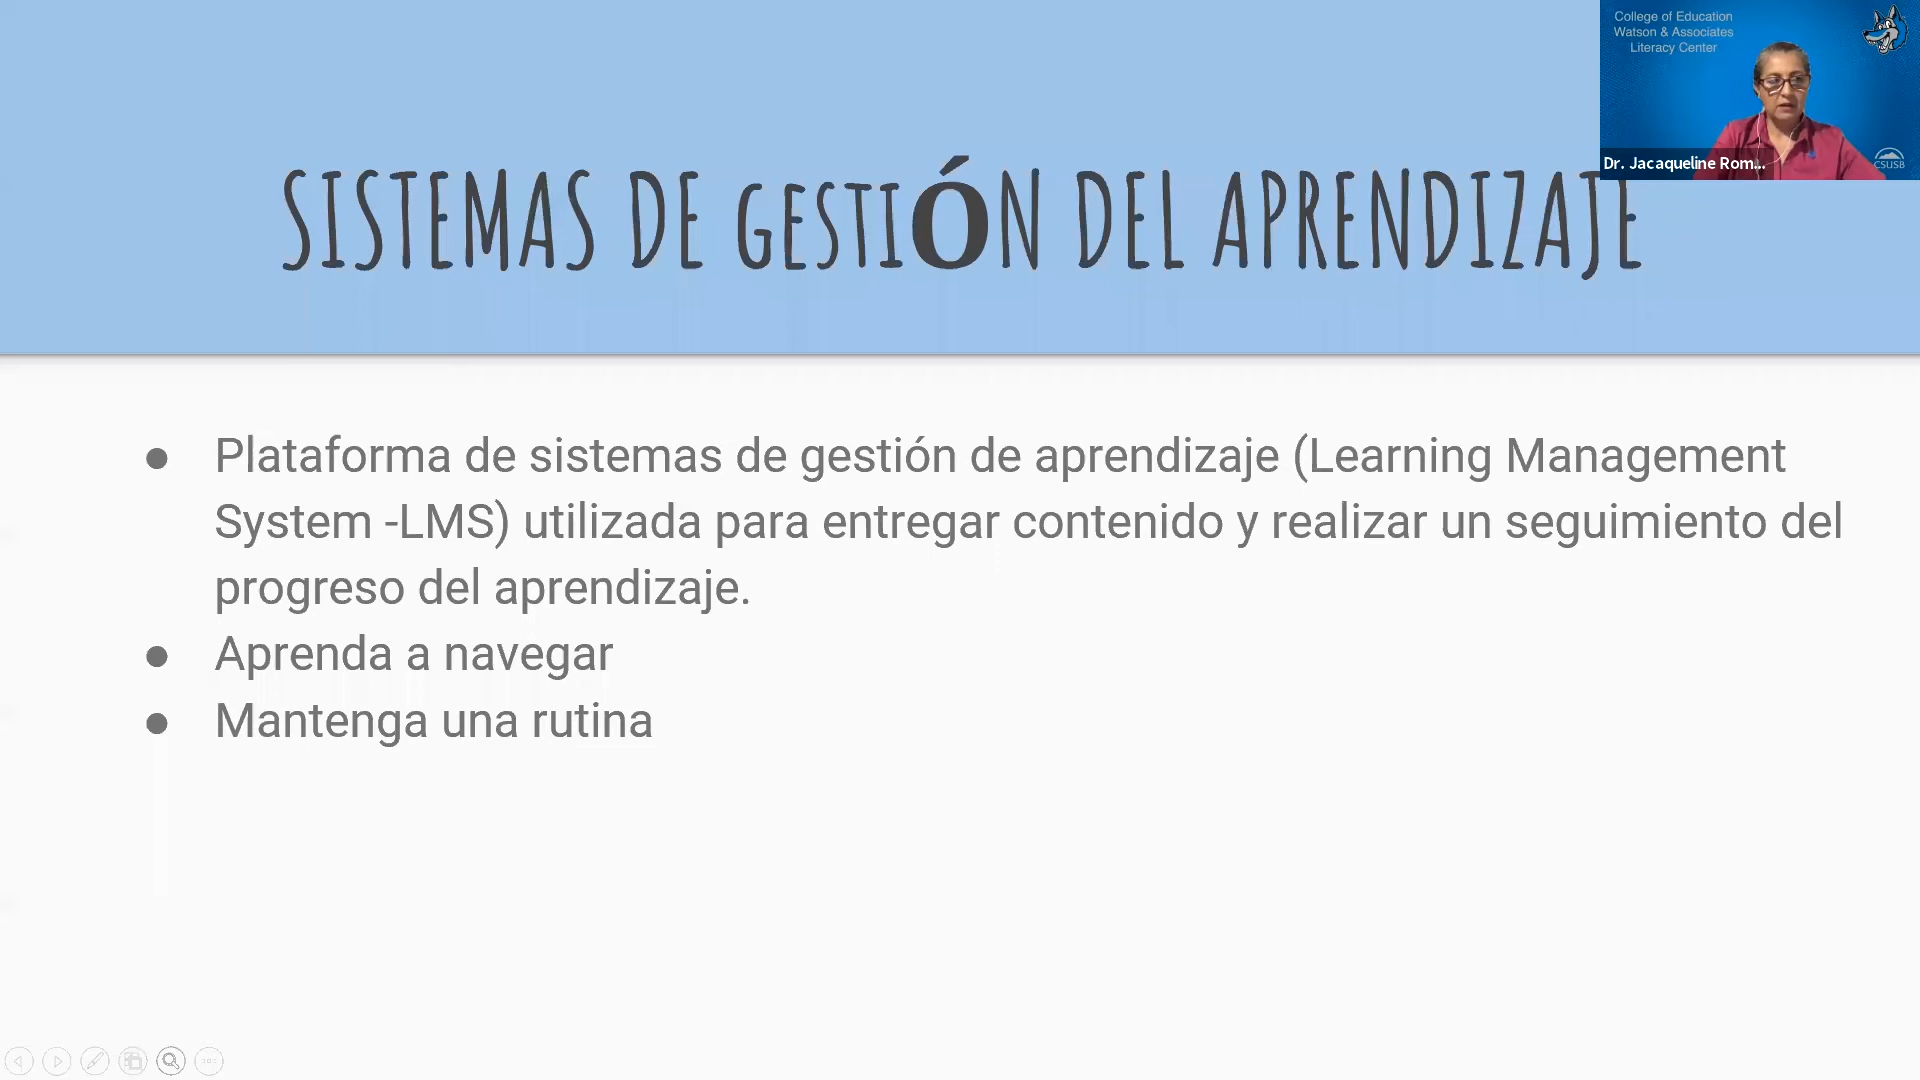 College of Education
Watson & Associates
Literacy Center
Dr. Jacaqueline Rom...
CSUSB
SISTEMAS DE GESTIÓN DEL APRENDIZAJE
● Plataforma de sistemas de gestión de aprendizaje (Learning Management
System -LMS) utilizada para entregar contenido y realizar un seguimiento del
progreso del aprendizaje.
● Aprenda a navegar
● Mantenga una rutina